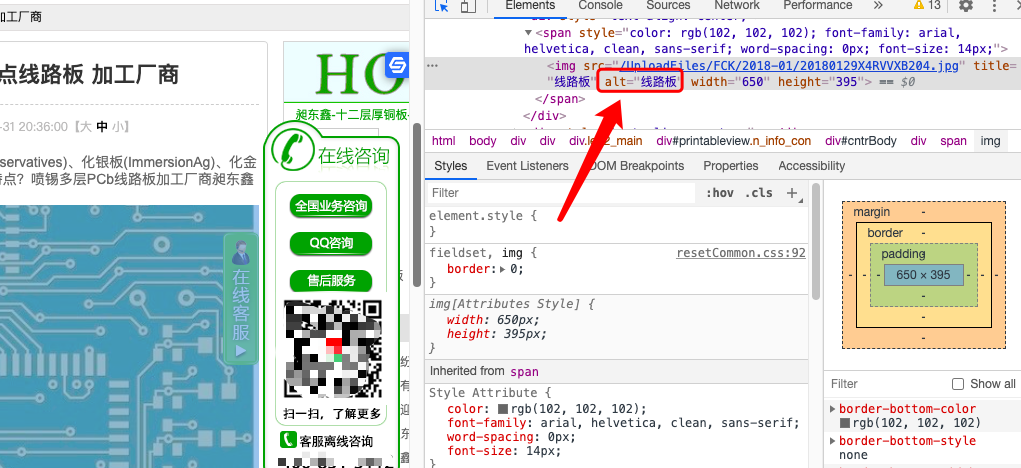 加工厂商
点线路板 加工厂商
-31 20:36:00【大 中 小】
servatives)、化银板(ImmersionAg)、化金
特点？喷锡多层PCb线路板加工厂商昶东鑫
HO
昶东鑫-十二层厚铜板-
在线咨询
全国业务咨询
QQ咨询
售后服务
扫一扫，了解更多
客服离线咨询
在线客服
Elements Console Sources Network Performance » 13
<span style="color: rgb(102, 102, 102); font-family: arial,
helvetica, clean, sans-serif; word-spacing: 0px; font-size: 14px;">
<img src="/UploadFiles/FCK/2018-01/20180129X4RVVXB204.jpg" title=
"线路板" alt="线路板" width="650" height="395"> == $0
</span>
</div>
html body div div div.left2_main div#printableview.n_info_con div#cntrBody div span img
Styles Event Listeners DOM Breakpoints Properties Accessibility
Filter :hov .cls +
element.style {
}
fieldset, img { resetCommon.css:92
border: 0;
}
img[Attributes Style] {
width: 650px;
height: 395px;
}
Inherited from span
Style Attribute {
color: rgb(102, 102, 102);
font-family: arial, helvetica, clean, sans-serif;
word-spacing: 0px;
font-size: 14px;
}
margin -
border -
padding -
- - - 650 × 395 - - -
-
-
-
Filter Show all
border-bottom-color
rgb(102, 102, 102)
border-bottom-style
none